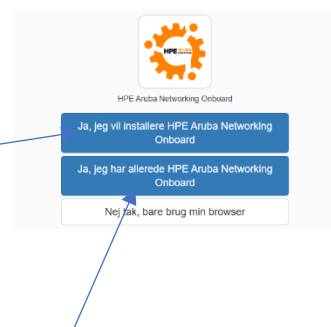 HPE aruba
networking
HPE Aruba Networking Onboard
Ja, jeg vil installere HPE Aruba Networking
Onboard
Ja, jeg har allerede HPE Aruba Networking
Onboard
Nej tak, bare brug min browser